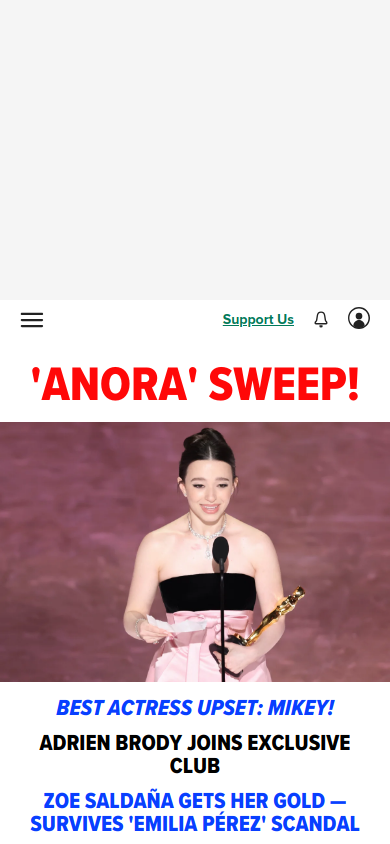 Support Us
'ANORA' SWEEP!
BEST ACTRESS UPSET: MIKEY!
ADRIEN BRODY JOINS EXCLUSIVE
CLUB
ZOE SALDAÑA GETS HER GOLD —
SURVIVES 'EMILIA PÉREZ' SCANDAL